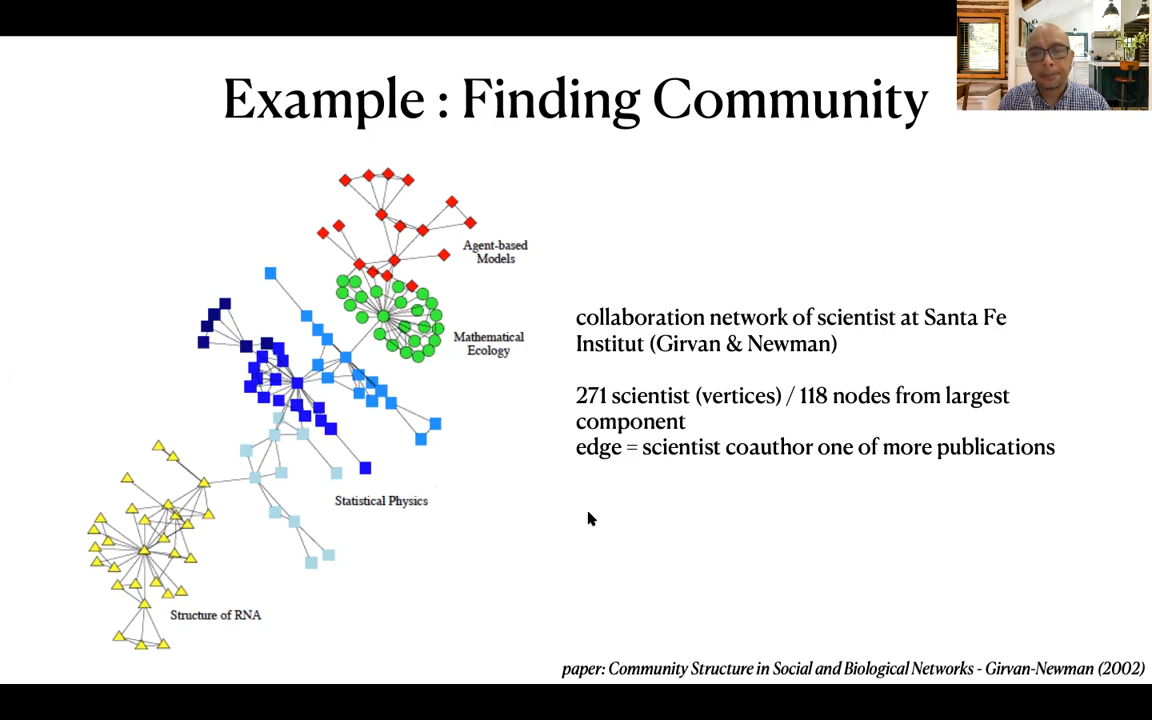 Example : Finding Community
Agent-based
Models
Mathematical
Ecology
Statistical Physics
Structure of RNA
collaboration network of scientist at Santa Fe
Institut (Girvan & Newman)
271 scientist (vertices) / 118 nodes from largest
component
edge = scientist coauthor one of more publications
paper: Community Structure in Social and Biological Networks - Girvan-Newman (2002)